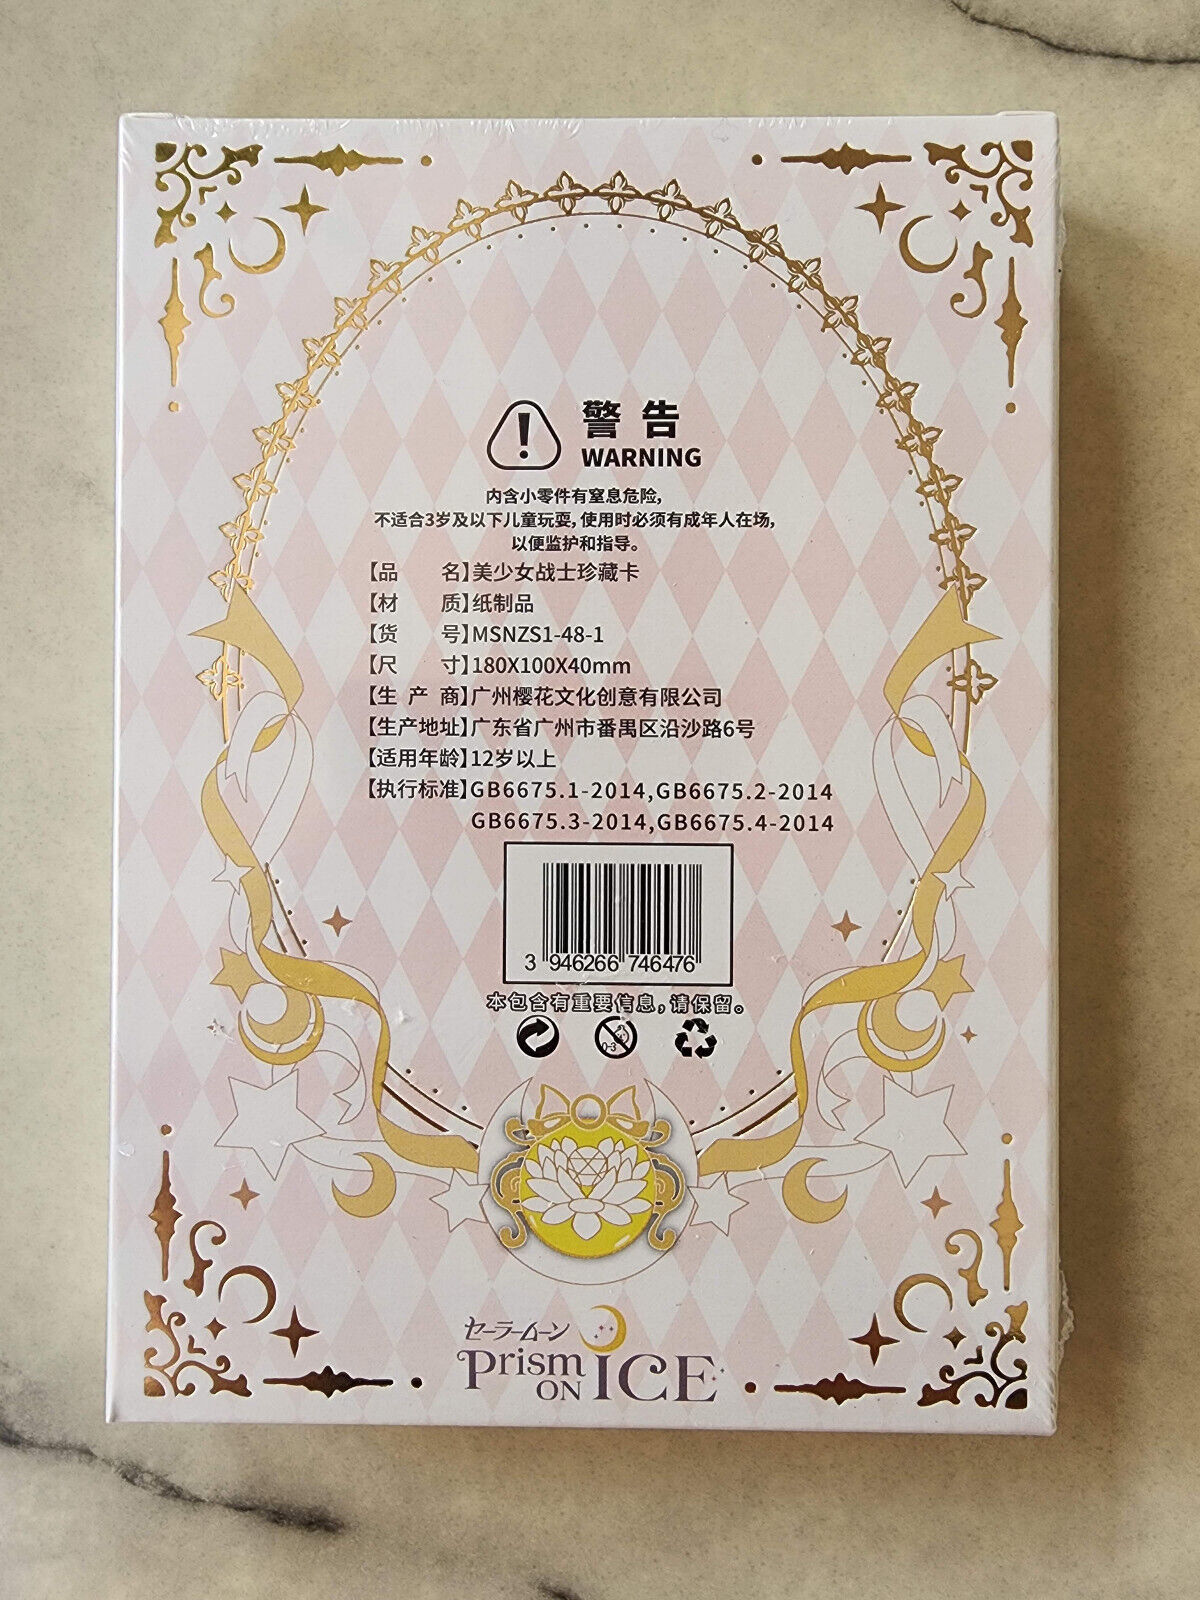 警告
WARNING
内含小零件有窒息危险,
不适合3岁及以下儿童玩耍, 使用时必须有成年人在场,
以便监护和指导。
【品 名】美少女战士珍藏卡
【材 质】纸制品
【货 号】MSNZS1-48-1
【尺 寸】180X100X40mm
【生 产 商】广州樱花文化创意有限公司
【生产地址】广东省广州市番禺区沿沙路6号
【适用年龄】12岁以上
【执行标准】GB6675.1-2014,GB6675.2-2014
GB6675.3-2014,GB6675.4-2014
3 946266 746476
本包含有重要信息, 请保留。
0-3
セーラームーン
Prism
ON ICE